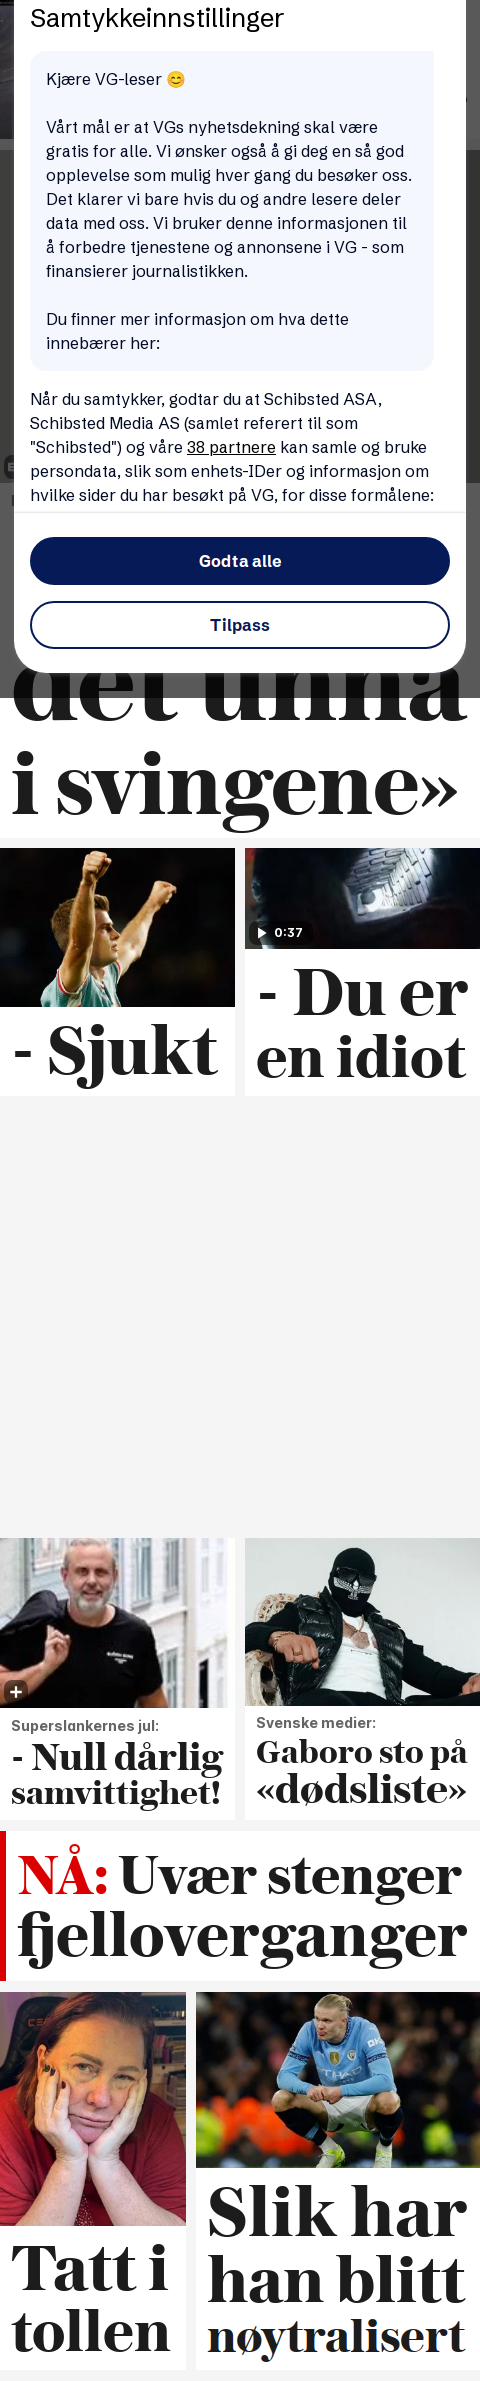 Samtykkeinnstillinger
Kjære VG-leser 😊
Vårt mål er at VGs nyhetsdekning skal være
gratis for alle. Vi ønsker også å gi deg en så god
opplevelse som mulig hver gang du besøker oss.
Det klarer vi bare hvis du og andre lesere deler
data med oss. Vi bruker denne informasjonen til
å forbedre tjenestene og annonsene i VG - som
finansierer journalistikken.
Du finner mer informasjon om hva dette
innebærer her:
Når du samtykker, godtar du at Schibsted ASA,
Schibsted Media AS (samlet referert til som
"Schibsted") og våre 38 partnere kan samle og bruke
persondata, slik som enhets-IDer og informasjon om
hvilke sider du har besøkt på VG, for disse formålene:
Godta alle
Tilpass
det unna
i svingene»
0:37
- Sjukt
- Du er
en idiot
Superslankernes jul:
- Null dårlig
samvittighet!
Svenske medier:
Gaboro sto på
«dødsliste»
NÅ: Uvær stenger
fjelloverganger
Tatt i
tollen
Slik har
han blitt
nøytralisert